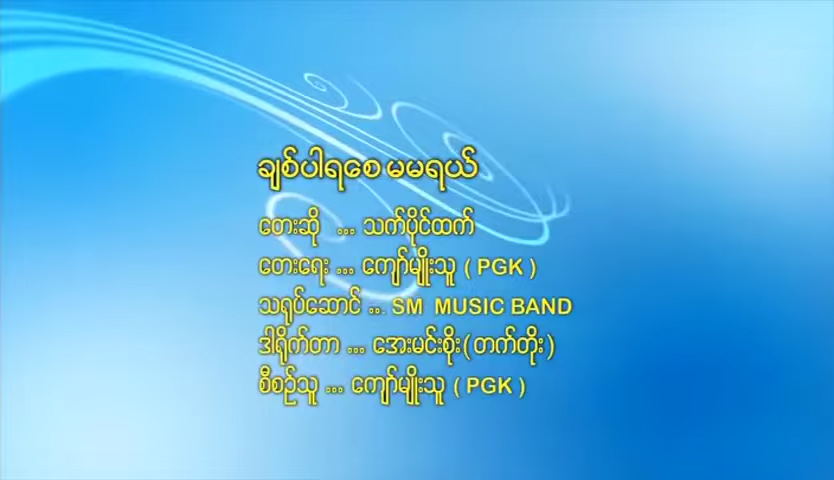 ချစ်ပါရစေ မမရယ်
တေးဆို ... သက်ပိုင်ထက်
တေးရေး ... ကျော်မျိုးသူ ( PGK )
သရုပ်ဆောင် ... SM MUSIC BAND
ဒါရိုက်တာ ... အေးမင်းစိုး ( တက်တိုး )
စီစဉ်သူ ... ကျော်မျိုးသူ ( PGK )